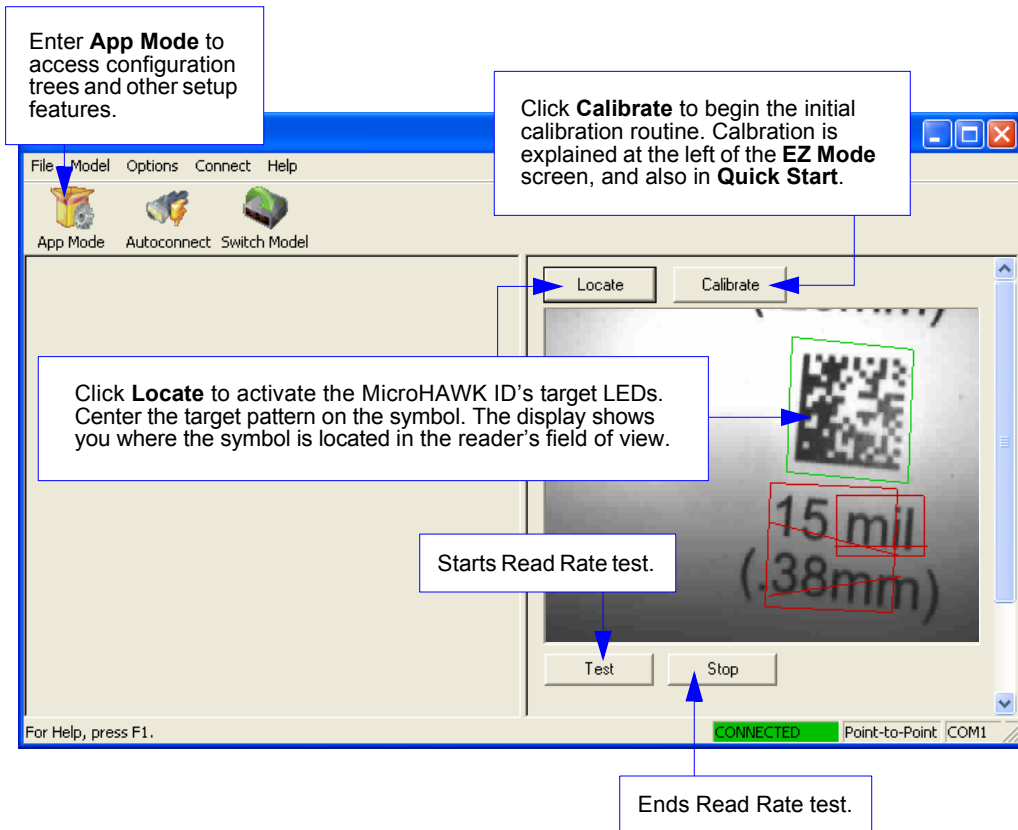 Enter App Mode to
access configuration
trees and other setup
features.
Click Calibrate to begin the initial
calibration routine. Calbration is
explained at the left of the EZ Mode
screen, and also in Quick Start.
File Model Options Connect Help
App Mode Autoconnect Switch Model
Locate Calibrate
Click Locate to activate the MicroHAWK ID's target LEDs.
Center the target pattern on the symbol. The display shows
you where the symbol is located in the reader's field of view.
15 mil
(.38mm)
Starts Read Rate test.
Test Stop
For Help, press F1.
CONNECTED Point-to-Point COM1
Ends Read Rate test.